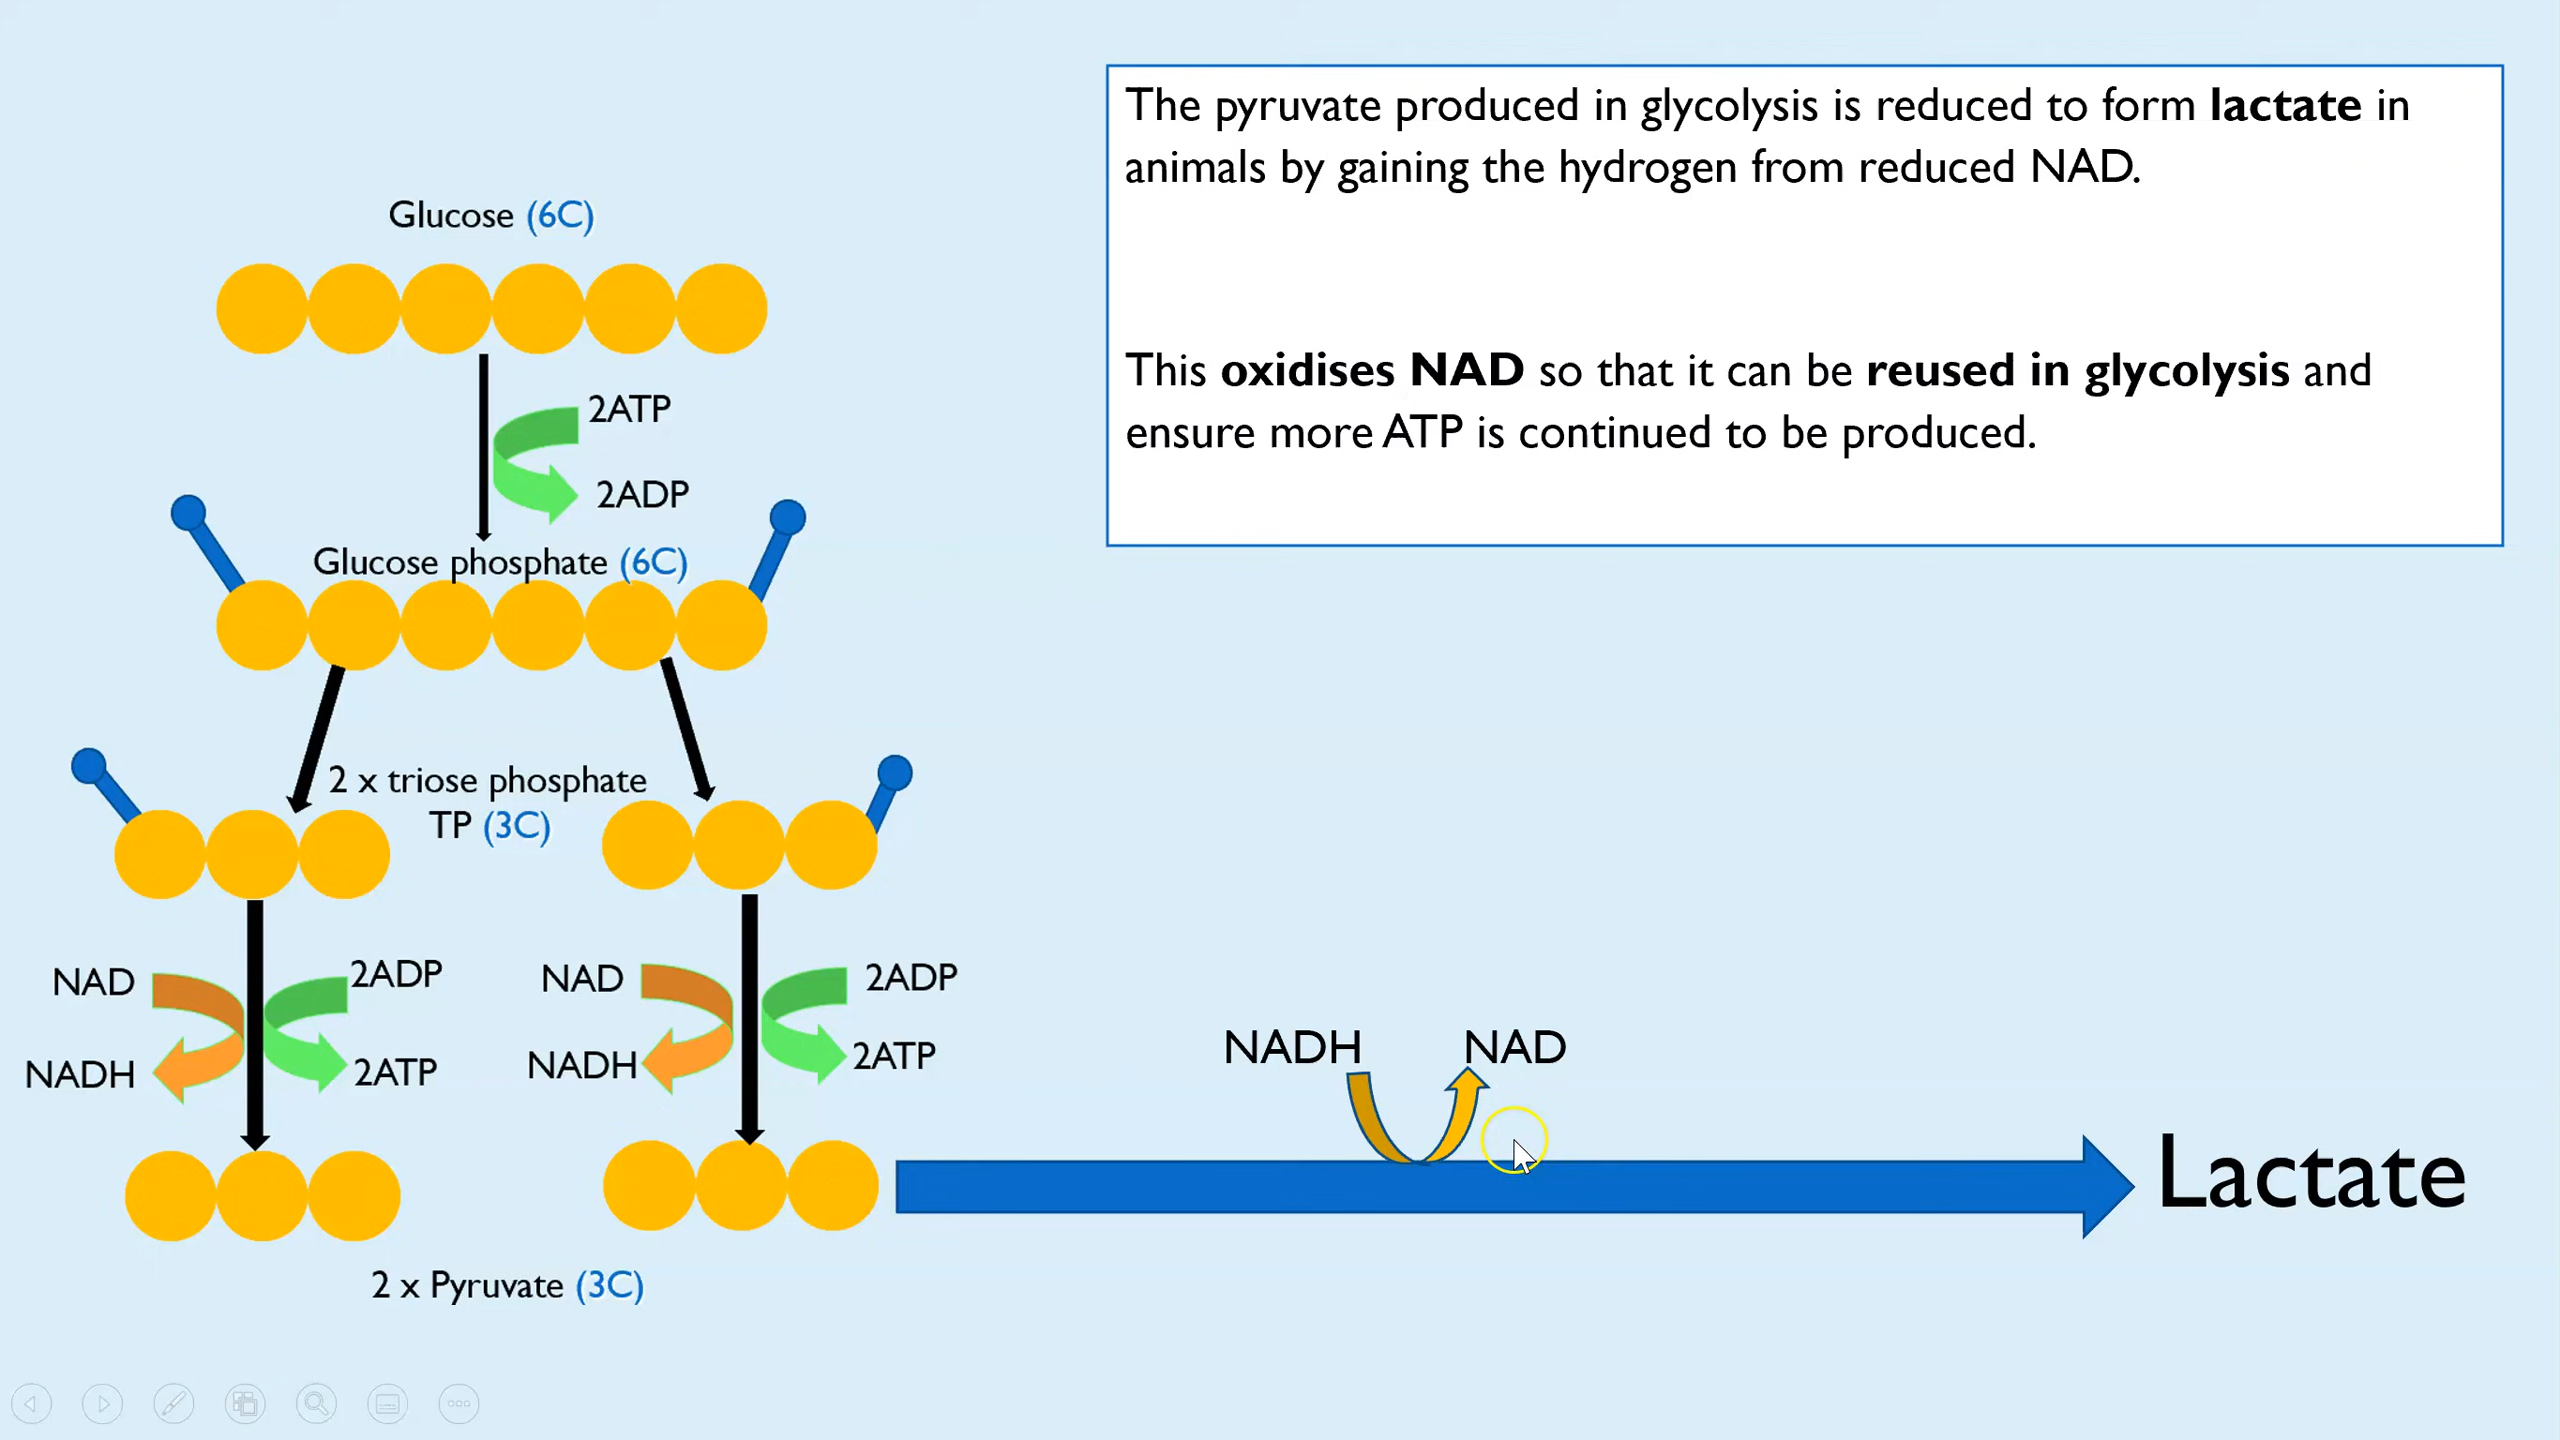 The pyruvate produced in glycolysis is reduced to form lactate in
animals by gaining the hydrogen from reduced NAD.
This oxidises NAD so that it can be reused in glycolysis and
ensure more ATP is continued to be produced.
Glucose (6C)
2ATP
2ADP
Glucose phosphate (6C)
2 x triose phosphate
TP (3C)
NAD
2ADP
NADH
2ATP
NAD
2ADP
NADH
2ATP
2 x Pyruvate (3C)
NADH
NAD
Lactate